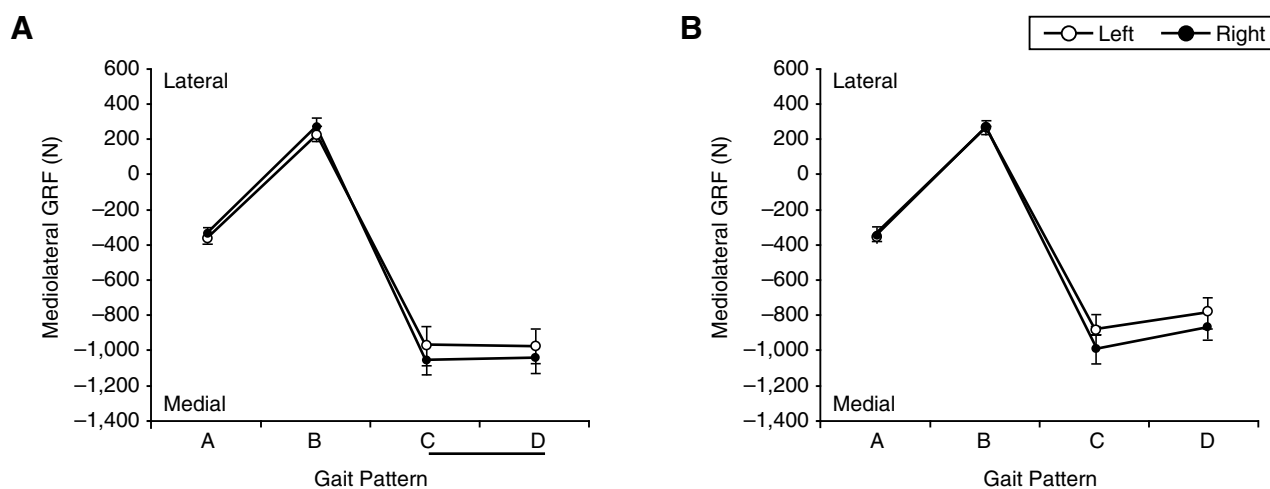 A
Mediolateral GRF (N)
600
400
200
0
–200
–400
–600
–800
–1,000
–1,200
–1,400
Lateral
Medial
A B C D
Gait Pattern
B
Left Right
Mediolateral GRF (N)
600
400
200
0
–200
–400
–600
–800
–1,000
–1,200
–1,400
Lateral
Medial
A B C D
Gait Pattern